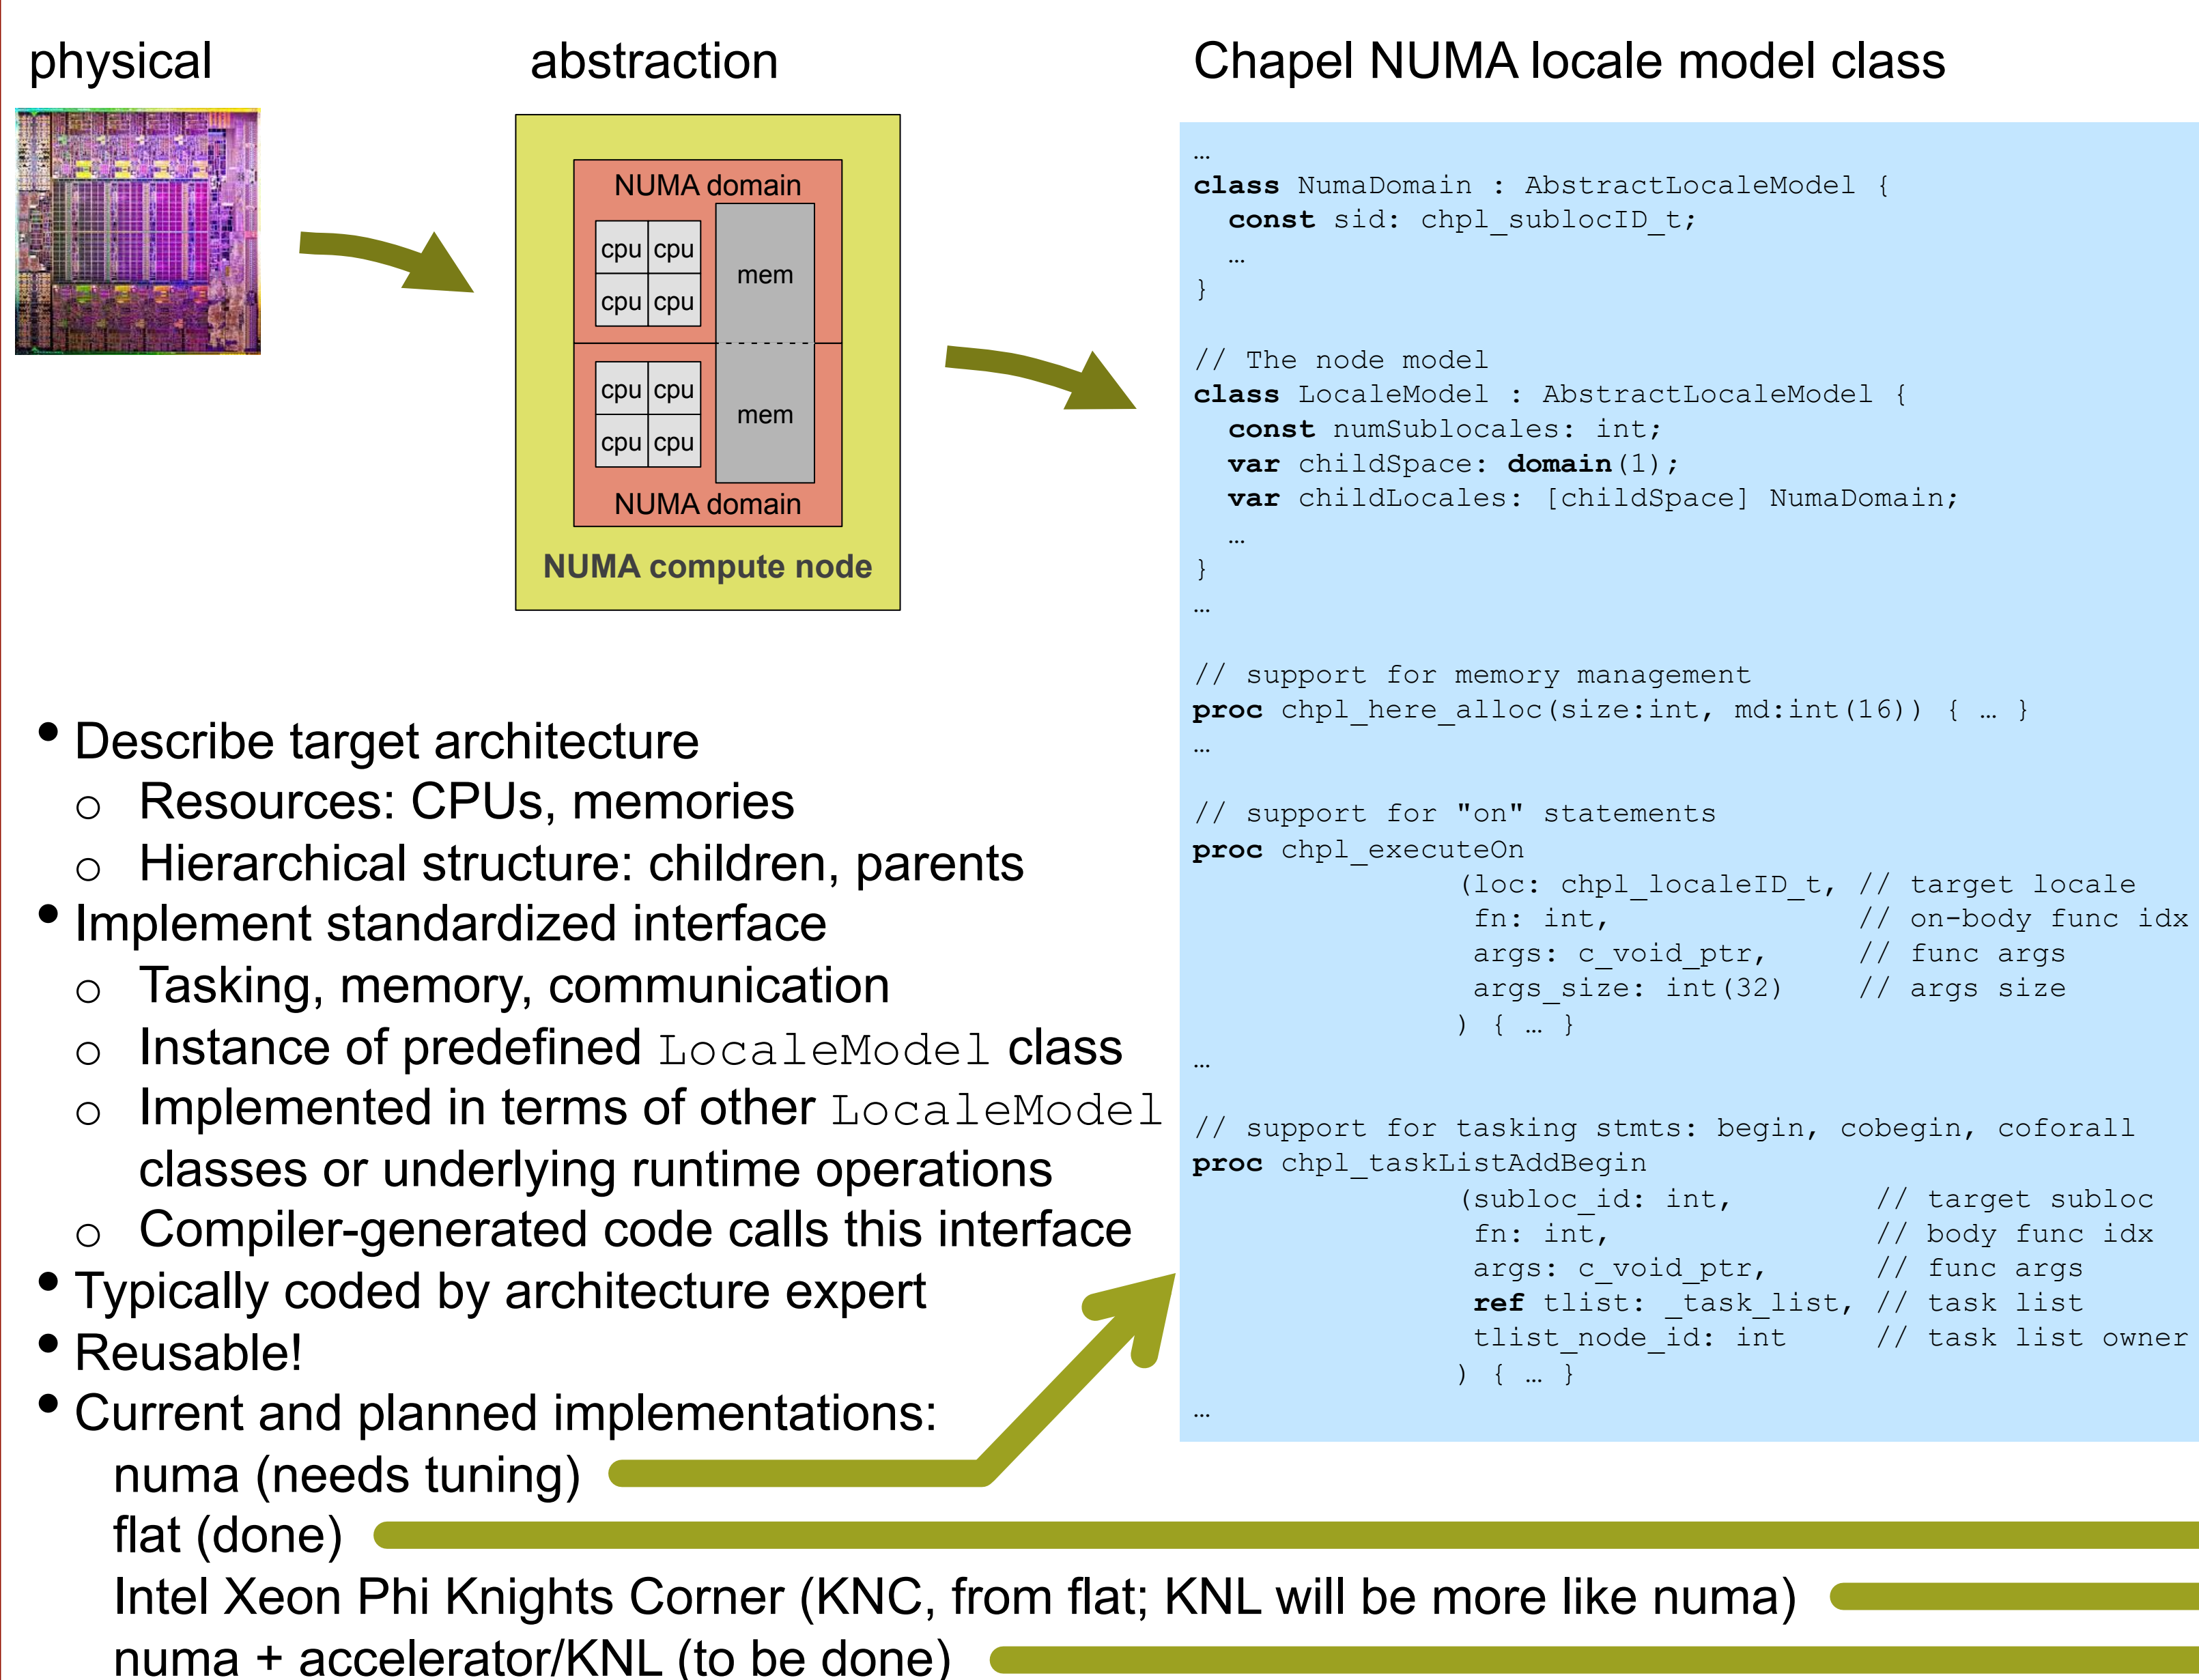 physical
abstraction
Chapel NUMA locale model class
NUMA domain
cpu cpu
cpu cpu
mem
cpu cpu
cpu cpu
mem
NUMA domain
NUMA compute node
…
class NumaDomain : AbstractLocaleModel {
  const sid: chpl_sublocID_t;
  …
}
// The node model
class LocaleModel : AbstractLocaleModel {
  const numSublocales: int;
  var childSpace: domain(1);
  var childLocales: [childSpace] NumaDomain;
  …
}
…
// support for memory management
proc chpl_here_alloc(size:int, md:int(16)) { … }
…
// support for "on" statements
proc chpl_executeOn
(loc: chpl_localeID_t, // target locale
fn: int, // on-body func idx
args: c_void_ptr, // func args
args_size: int(32) // args size
) { … }
…
// support for tasking stmts: begin, cobegin, coforall
proc chpl_taskListAddBegin
(subloc_id: int, // target subloc
fn: int, // body func idx
args: c_void_ptr, // func args
ref tlist: _task_list, // task list
tlist_node_id: int // task list owner
) { … }
…
• Describe target architecture
o Resources: CPUs, memories
o Hierarchical structure: children, parents
• Implement standardized interface
o Tasking, memory, communication
o Instance of predefined LocaleModel class
o Implemented in terms of other LocaleModel
classes or underlying runtime operations
o Compiler-generated code calls this interface
• Typically coded by architecture expert
• Reusable!
• Current and planned implementations:
numa (needs tuning)
flat (done)
Intel Xeon Phi Knights Corner (KNC, from flat; KNL will be more like numa)
numa + accelerator/KNL (to be done)